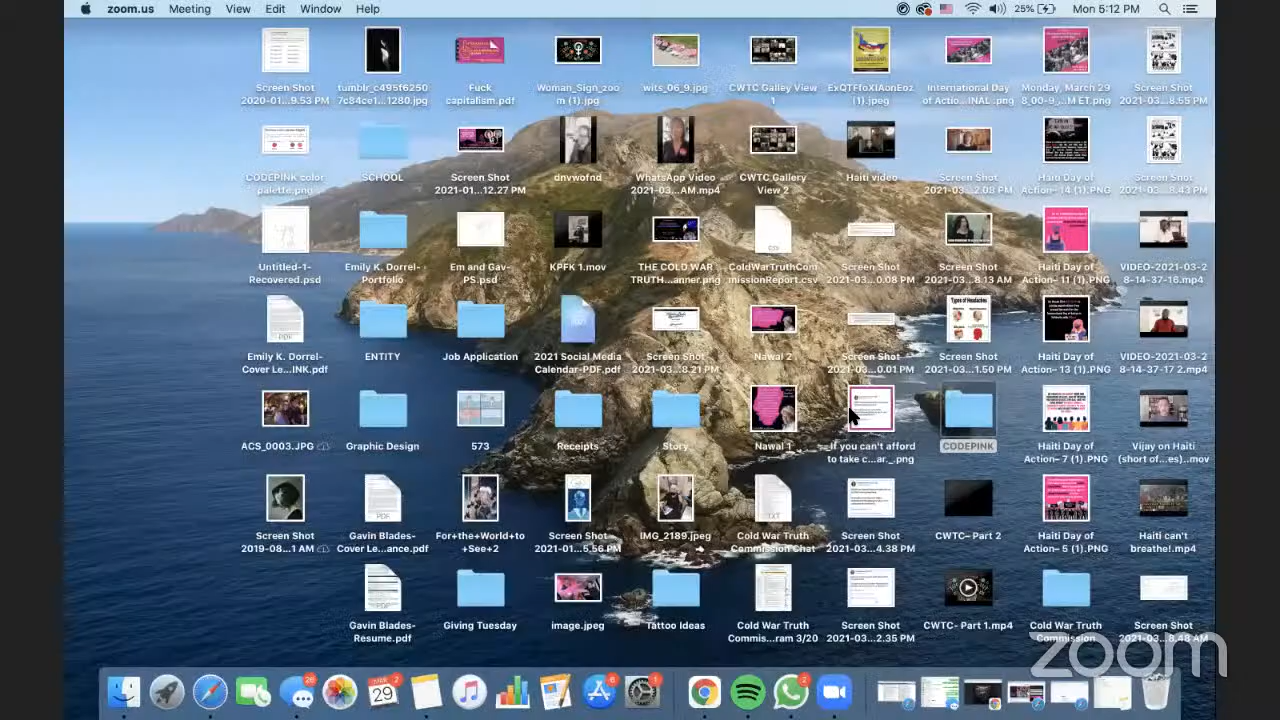 zoom.us Meeting View Edit Window Help 25% Mon 5:12 PM
Screen Shot
2020-01...9.53 PM
tumblr_c495f6250
7c84ce1...1280.jpg
Fuck
capitalism.pdf
Woman_Sign_zoo
m (1).jpg
wits_06_9.jpg
CWTC Galley View
1
ExQTFfoXIAonEoz
(1).jpeg
International Day
of Actio...INAL .png
Monday, March 29
8_00-9_...M ET.png
Screen Shot
2021-03...8.55 PM
CODEPINK color
palette.png
SCHOOL
Screen Shot
2021-01...12.27 PM
dnvwofnd
WhatsApp Video
2021-03...AM.mp4
CWTC Gallery
View 2
Haiti video
Screen Shot
2021-03...2.08 PM
Haiti Day of
Action- 14 (1).PNG
Screen Shot
2021-03...8.43 PM
Untitled-1-
Recovered.psd
Emily K. Dorrel-
Portfolio
Em and Gav-
PS.psd
KPFK 1.mov
THE COLD WAR
TRUTH...anner.png
CSV
ColdWarTruthCom
missionReport.csv
Screen Shot
2021-03...0.08 PM
Screen Shot
2021-03...8.13 AM
Haiti Day of
Action- 11 (1).PNG
VIDEO-2021-03-2
8-14-37-16.mp4
PDF
Emily K. Dorrel-
Cover Le...INK.pdf
ENTITY
Job Application
2021 Social Media
Calendar-PDF.pdf
Screen Shot
2021-03...8.21 PM
Nawal 2
Screen Shot
2021-03...0.01 PM
Types of Headaches
Screen Shot
2021-03...1.50 PM
Haiti Day of
Action- 13 (1).PNG
VIDEO-2021-03-2
8-14-37-17 2.mp4
ACS_0003.JPG
Graphic Design
573
Receipts
Story
Nawal 1
If you can't afford
to take c...ar._.png
CODEPINK
Haiti Day of
Action- 7 (1).PNG
Vijay on Haiti
(short of...es)..mov
Screen Shot
2019-08...1 AM
PDF
Gavin Blades-
Cover Le...ance.pdf
For+the+World+to
+See+2
Screen Shot
2021-01...5.56 PM
IMG_2189.jpeg
TXT
Cold War Truth
Commission Chat
Screen Shot
2021-03...4.38 PM
CWTC- Part 2
Haiti Day of
Action- 5 (1).PNG
Haiti can't
breathe!.mp4
Gavin Blades-
Resume.pdf
Giving Tuesday
image.jpeg
Tattoo Ideas
Cold War Truth
Commis...ram 3/20
Screen Shot
2021-03...2.35 PM
CWTC- Part 1.mp4
Cold War Truth
Commission
Screen Shot
2021-03...8.48 AM
zoom
26
2
29
6
1
2